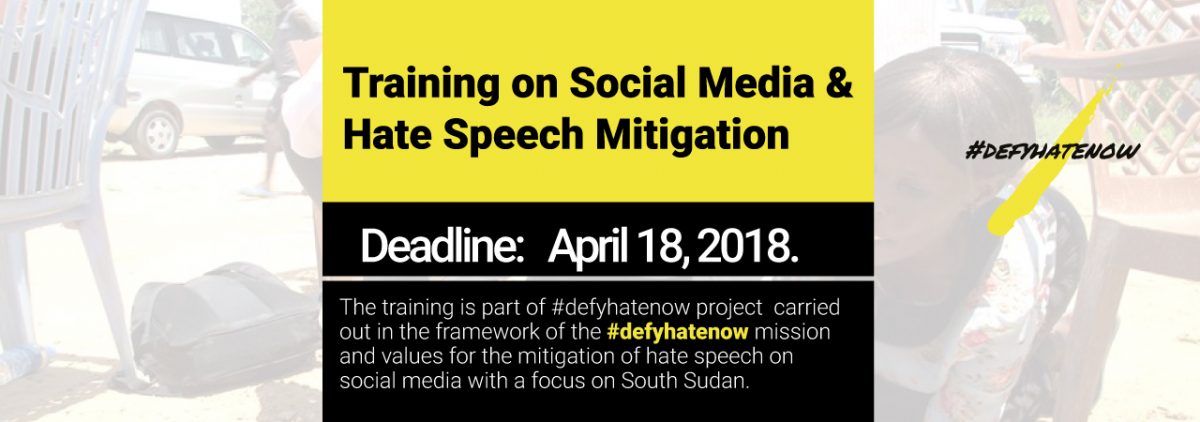 Training on Social Media &
Hate Speech Mitigation
#DEFYHATENOW
Deadline: April 18, 2018.
The training is part of #defyhatenow project carried
out in the framework of the #defyhatenow mission
and values for the mitigation of hate speech on
social media with a focus on South Sudan.